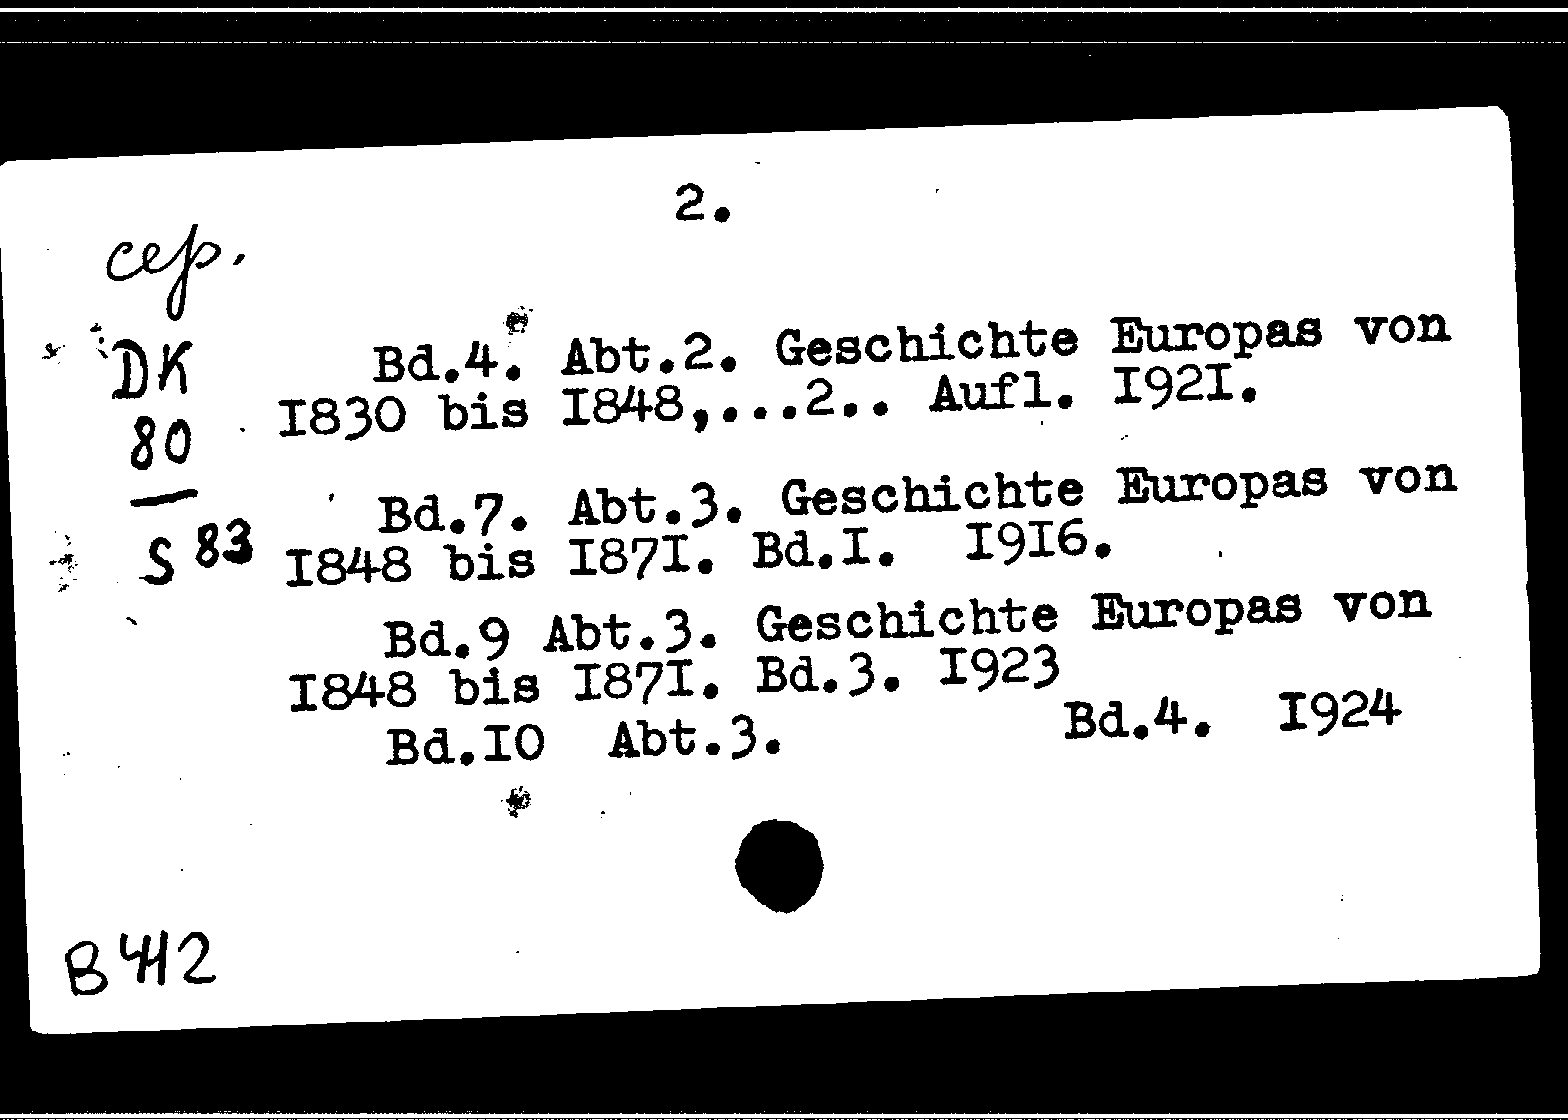 2.
сер.
DK
80
S 83
Bd.4. Abt.2. Geschichte Europas von
I830 bis I848,...2.. Aufl. I92I.
Bd.7. Abt.3. Geschichte Europas von
I848 bis I87I. Bd.I. I9I6.
Bd.9 Abt.3. Geschichte Europas von
I848 bis I87I. Bd.3. I923
Bd.IO Abt.3. Bd.4. I924
В 442